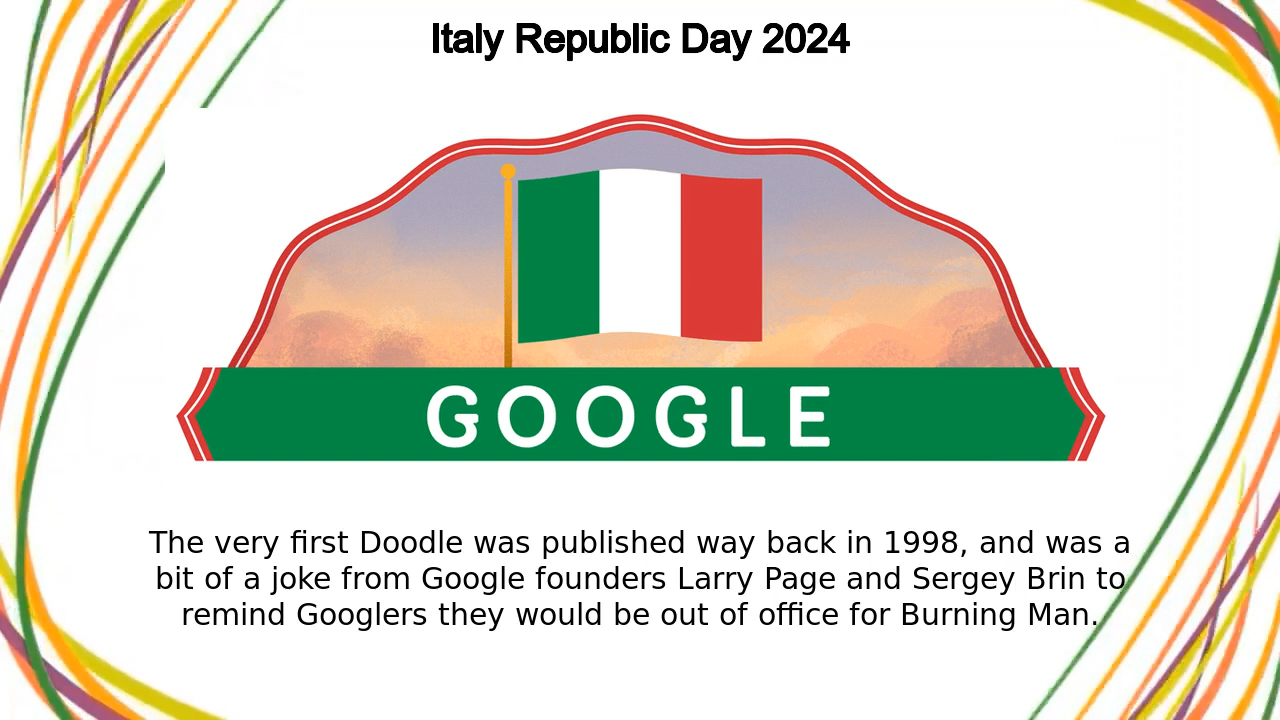 Italy Republic Day 2024
GOOGLE
The very first Doodle was published way back in 1998, and was a
bit of a joke from Google founders Larry Page and Sergey Brin to
remind Googlers they would be out of office for Burning Man.